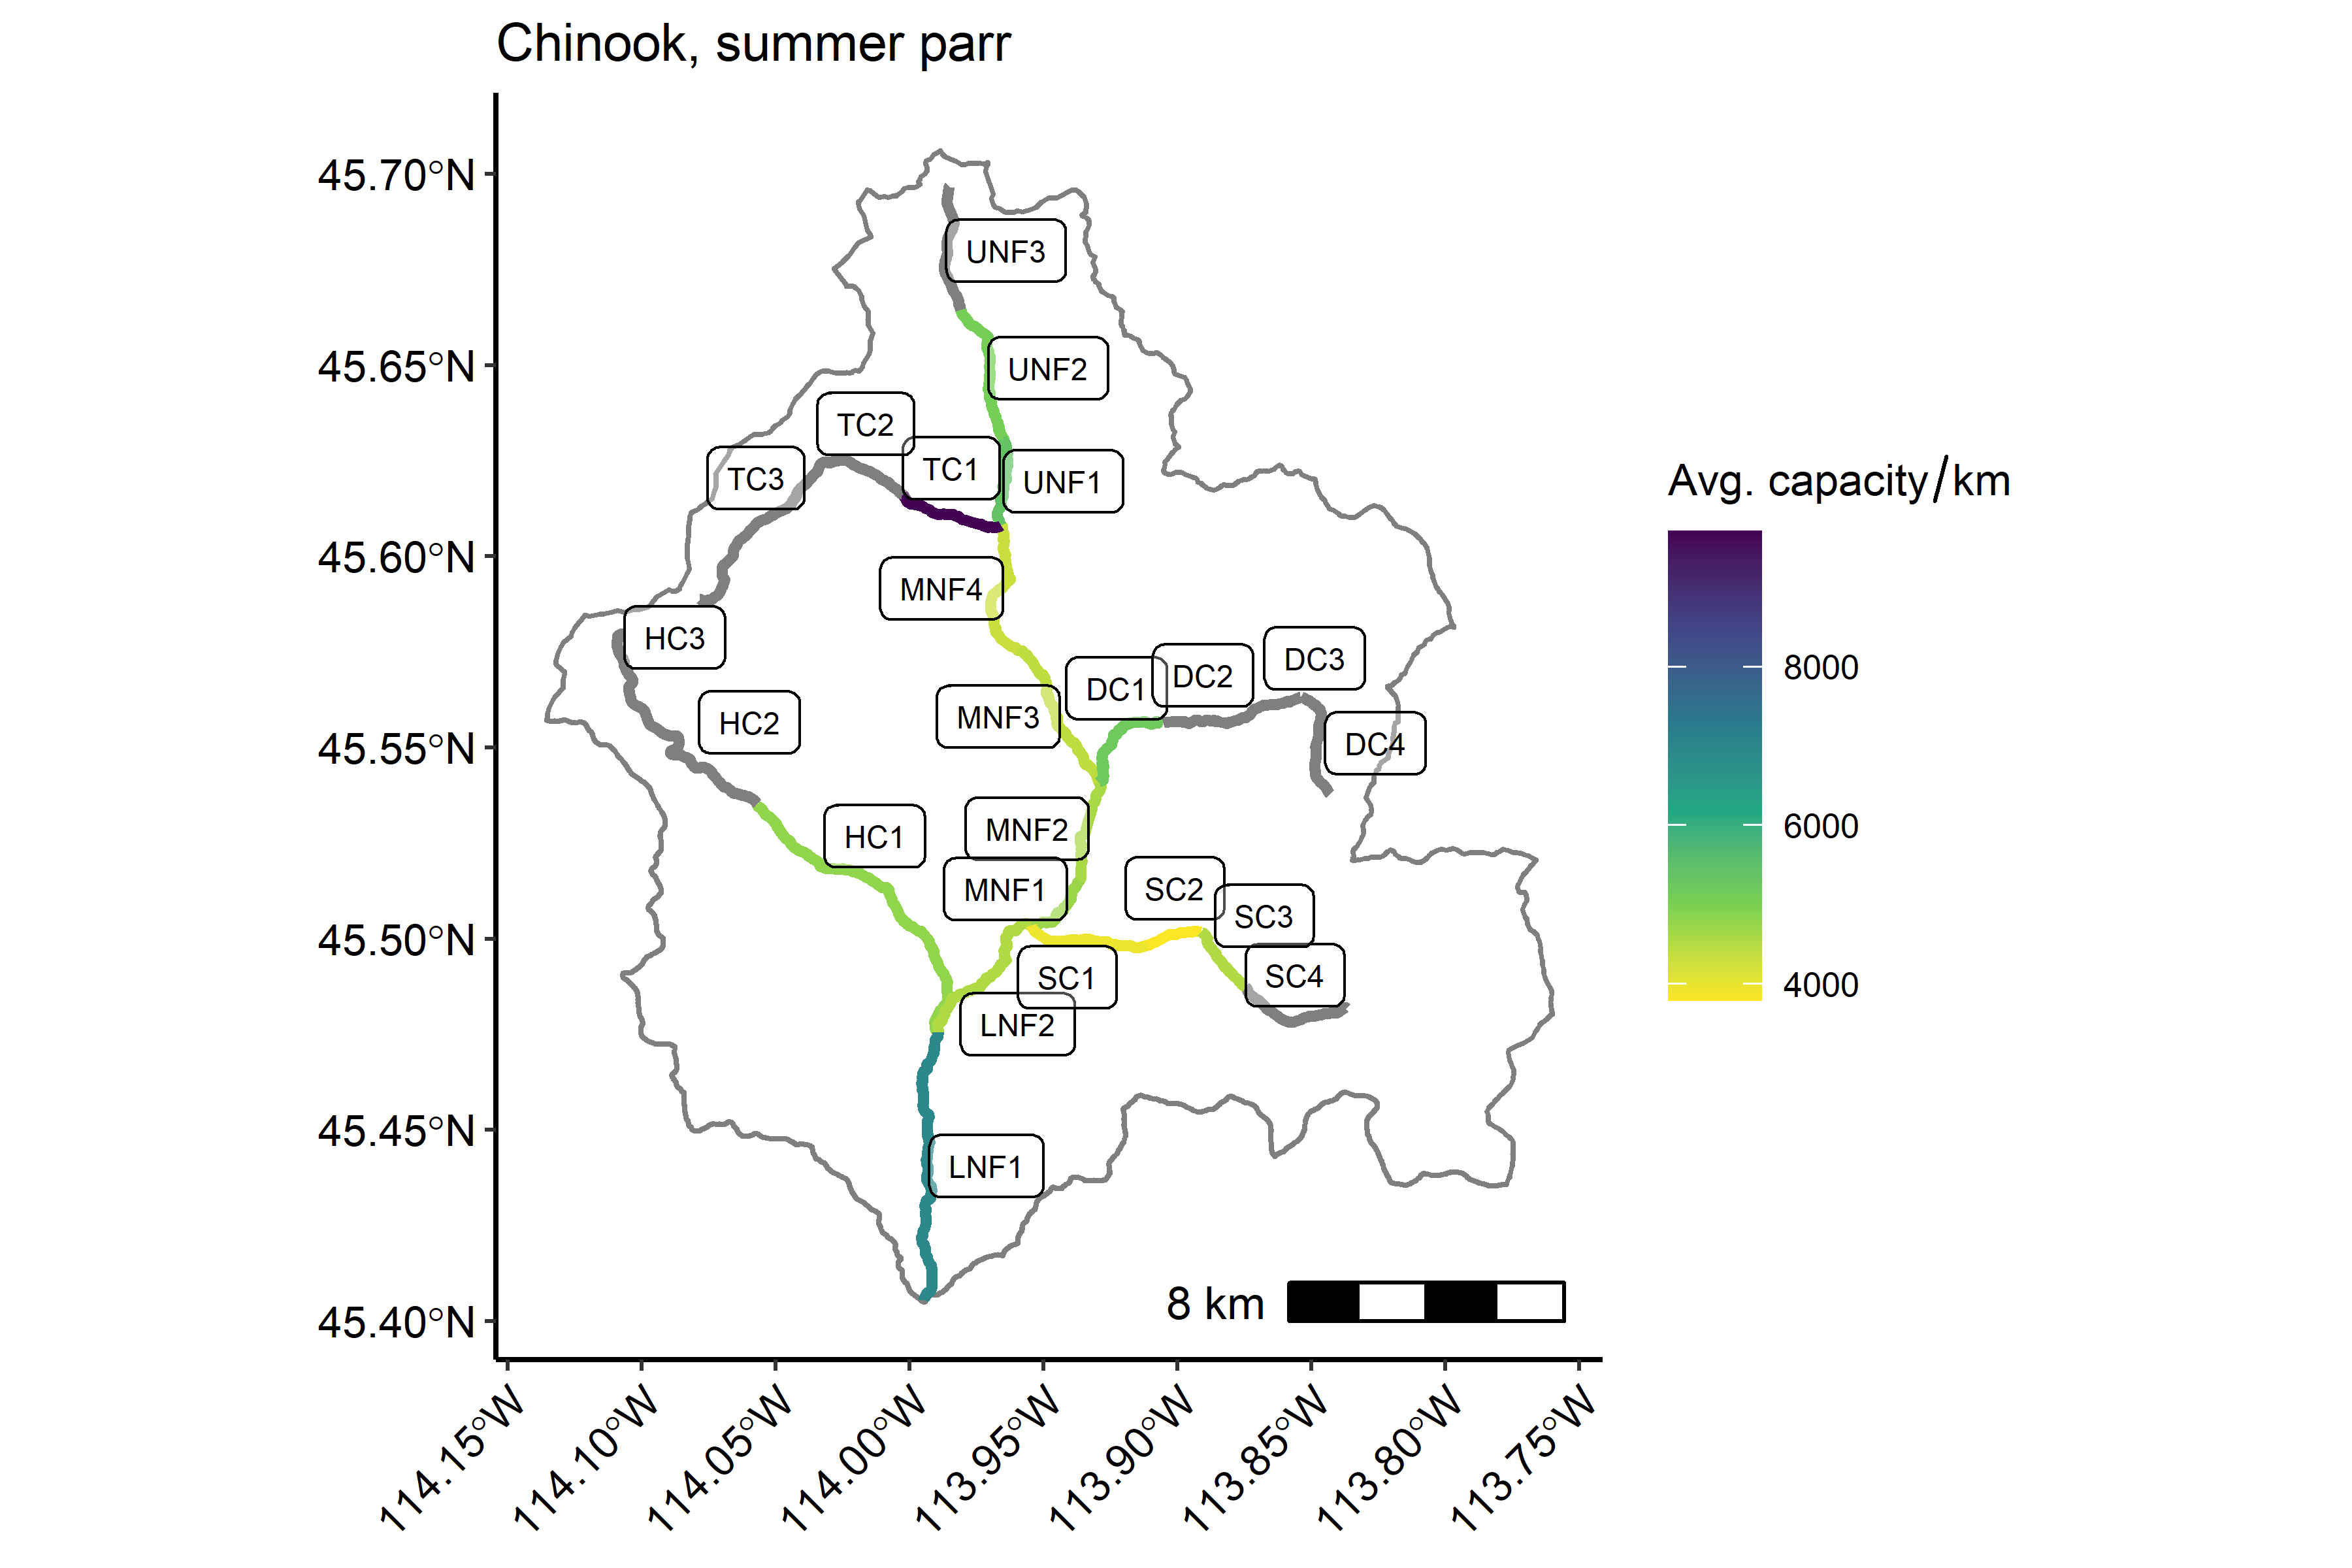 Chinook, summer parr
45.70°N
45.65°N
45.60°N
45.55°N
45.50°N
45.45°N
45.40°N
UNF3
UNF2
TC2
TC1
TC3
UNF1
MNF4
HC3
DC3
DC2
DC1
MNF3
HC2
DC4
MNF2
HC1
MNF1
SC2
SC3
SC1
SC4
LNF2
LNF1
8 km
114.15°W
114.10°W
114.05°W
114.00°W
113.95°W
113.90°W
113.85°W
113.80°W
113.75°W
Avg. capacity/km
8000
6000
4000